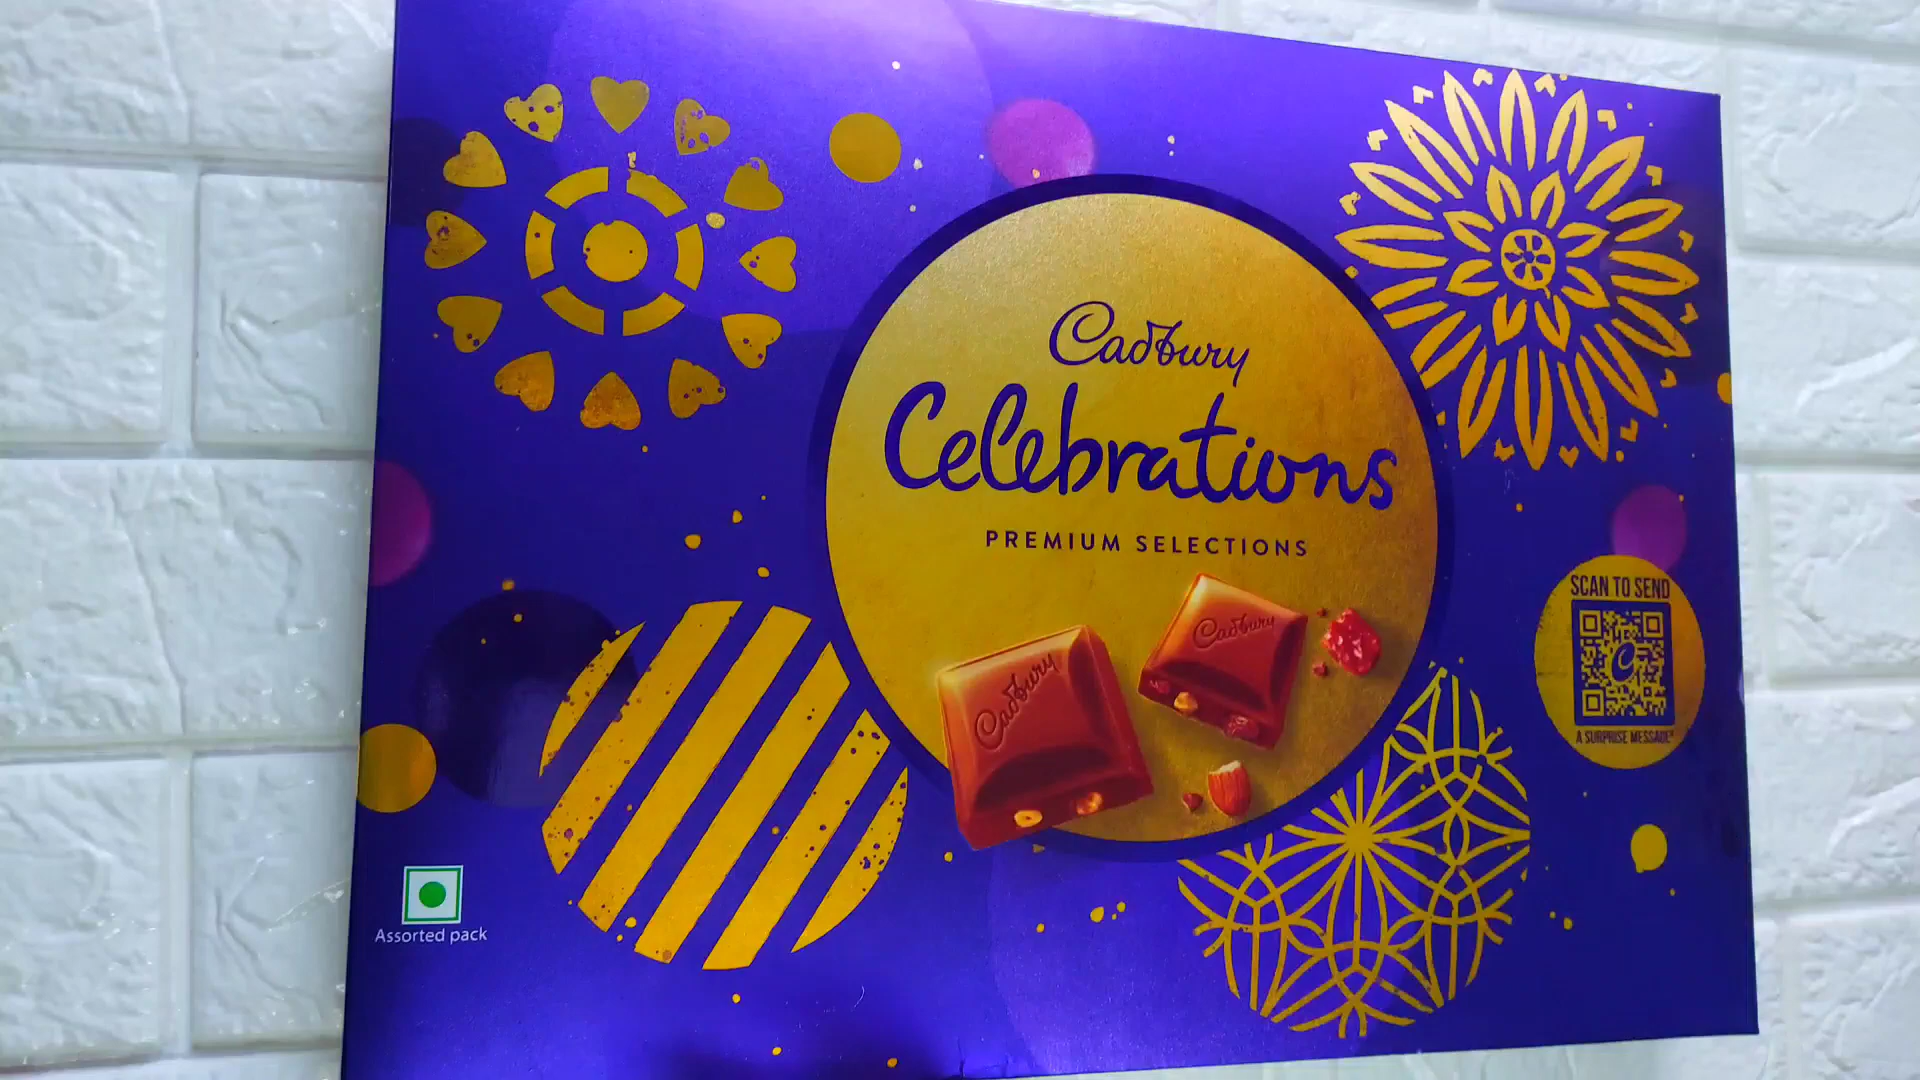 Cadbury
Celebrations
PREMIUM SELECTIONS
Cadbury
Cadbury
SCAN TO SEND
A SURPRISE MESSAGE*
Assorted pack